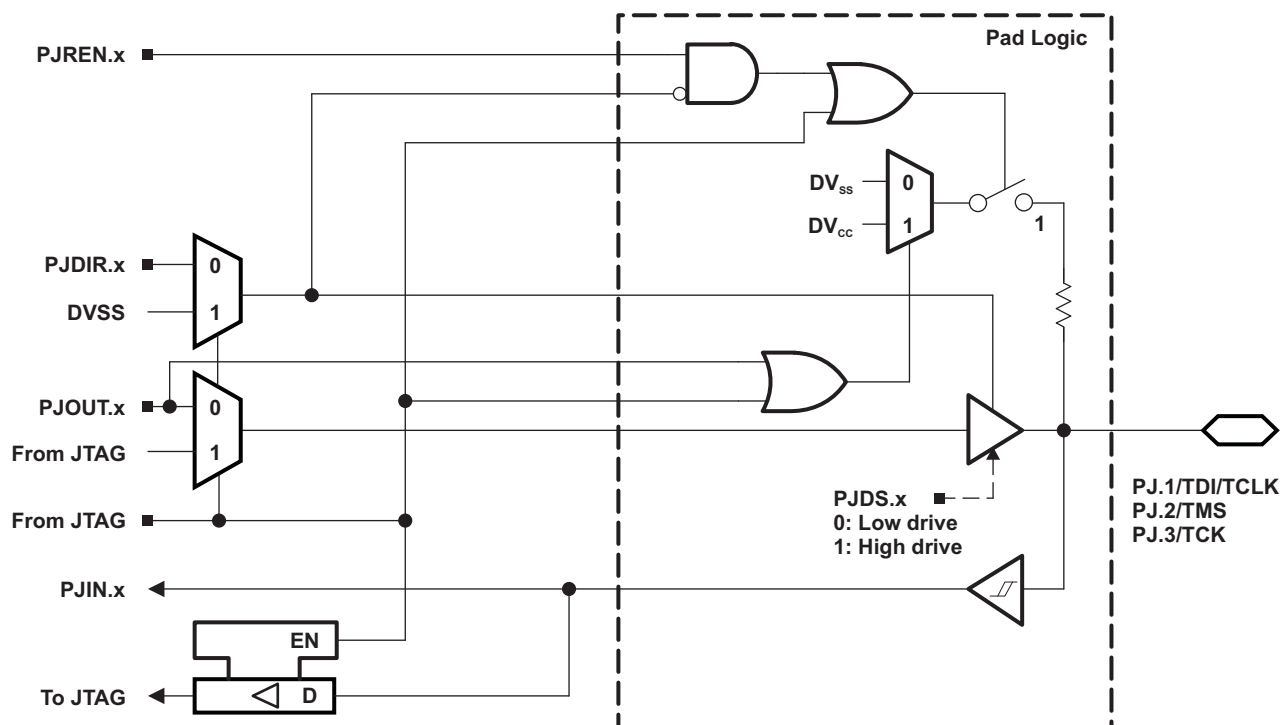 Pad Logic
PJREN.x
DVSS
0
DVCC
1
1
PJDIR.x
0
DVSS
1
PJOUT.x
0
From JTAG
1
From JTAG
PJDS.x
0: Low drive
1: High drive
PJ.1/TDI/TCLK
PJ.2/TMS
PJ.3/TCK
PJIN.x
EN
To JTAG
D